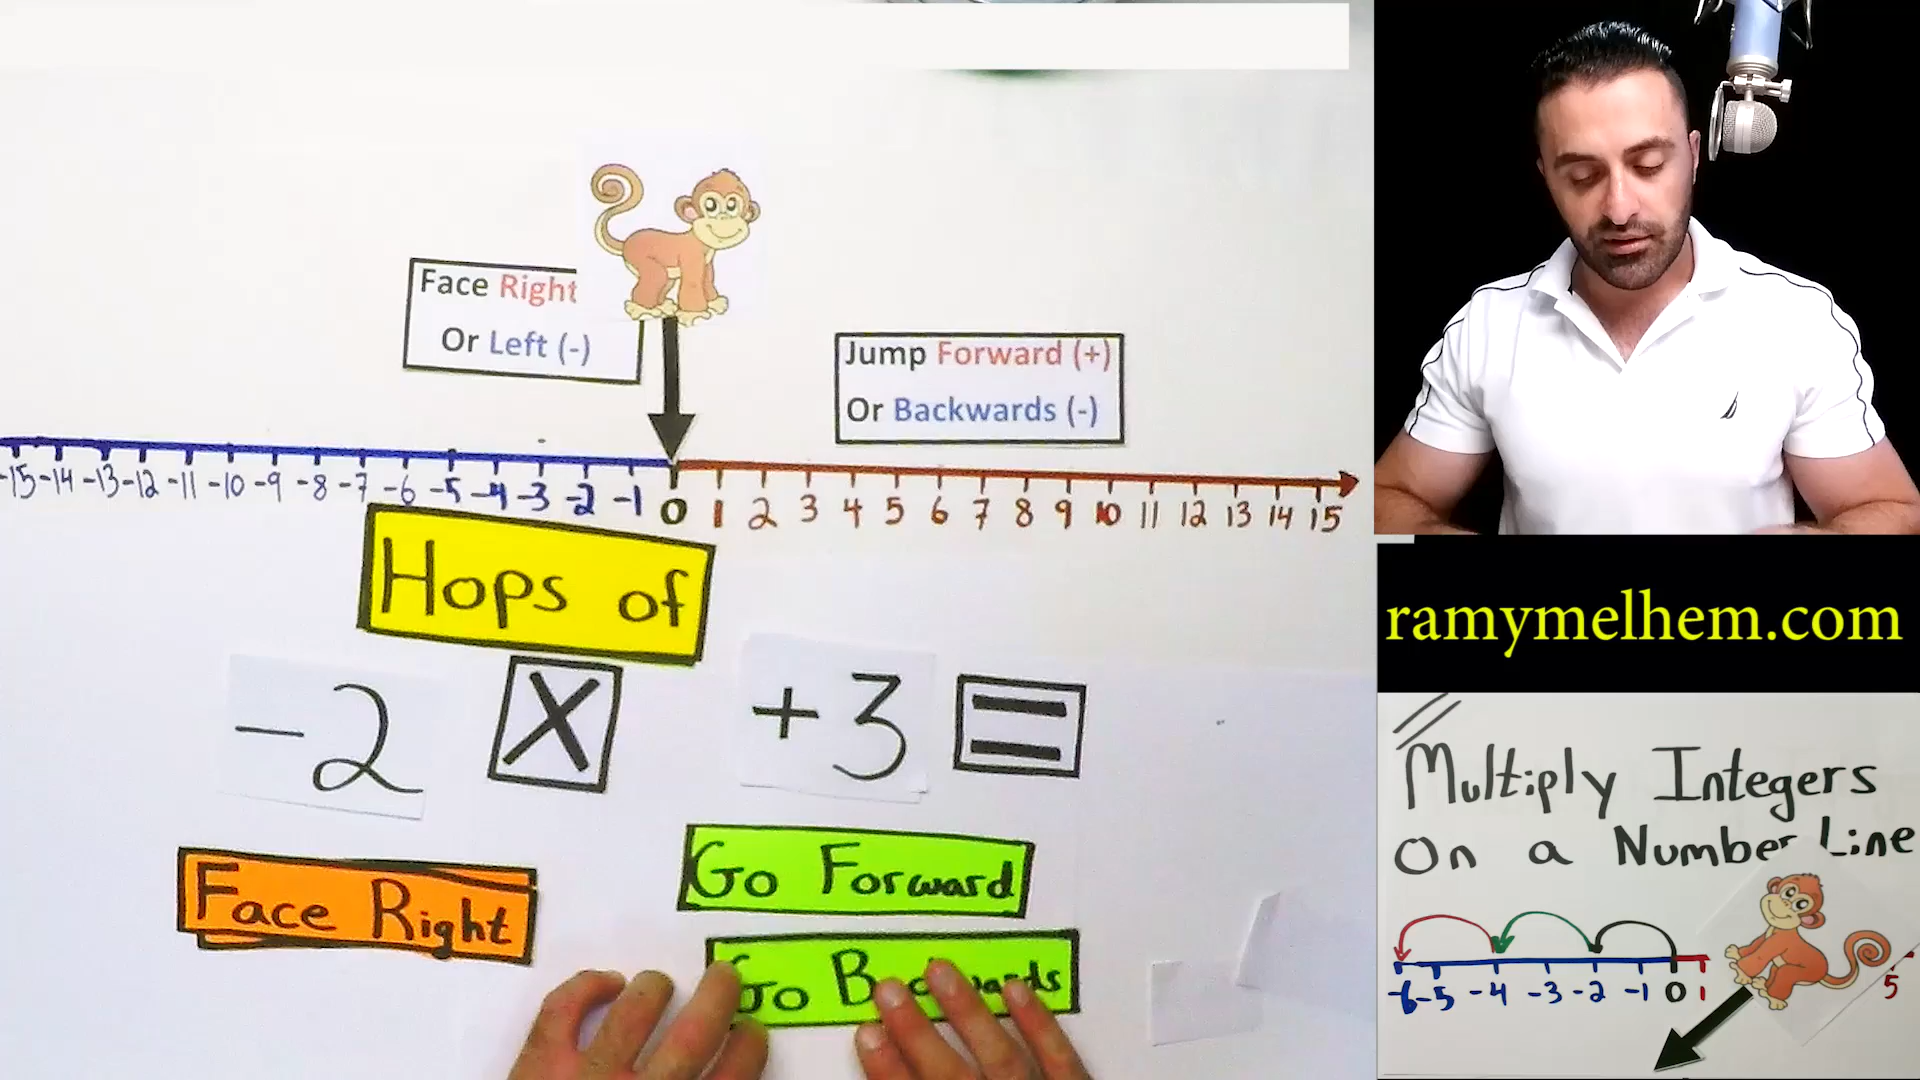 Face Right
Or Left (-)
Jump Forward (+)
Or Backwards (-)
-15 -14 -13 -12 -11 -10 -9 -8 -7 -6 -5 -4 -3 -2 -1 0 1 2 3 4 5 6 7 8 9 10 11 12 13 14 15
Hops of
-2 X +3 =
Face Right
Go Forward
Go Backwards
ramymelhem.com
Multiply Integers
On a Number Line
-6 -5 -4 -3 -2 -1 0 1 5